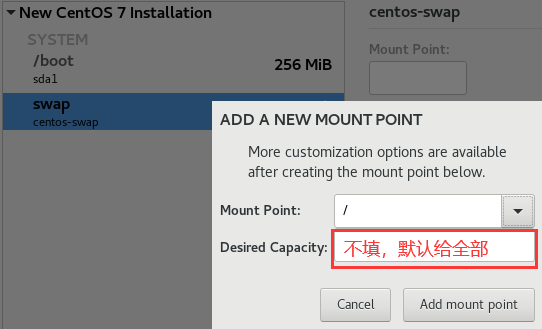 New CentOS 7 Installation
SYSTEM
/boot
256 MiB
sda1
swap
centos-swap
centos-swap
Mount Point:
ADD A NEW MOUNT POINT
More customization options are available
after creating the mount point below.
Mount Point:
/
Desired Capacity:
不填，默认给全部
Cancel
Add mount point